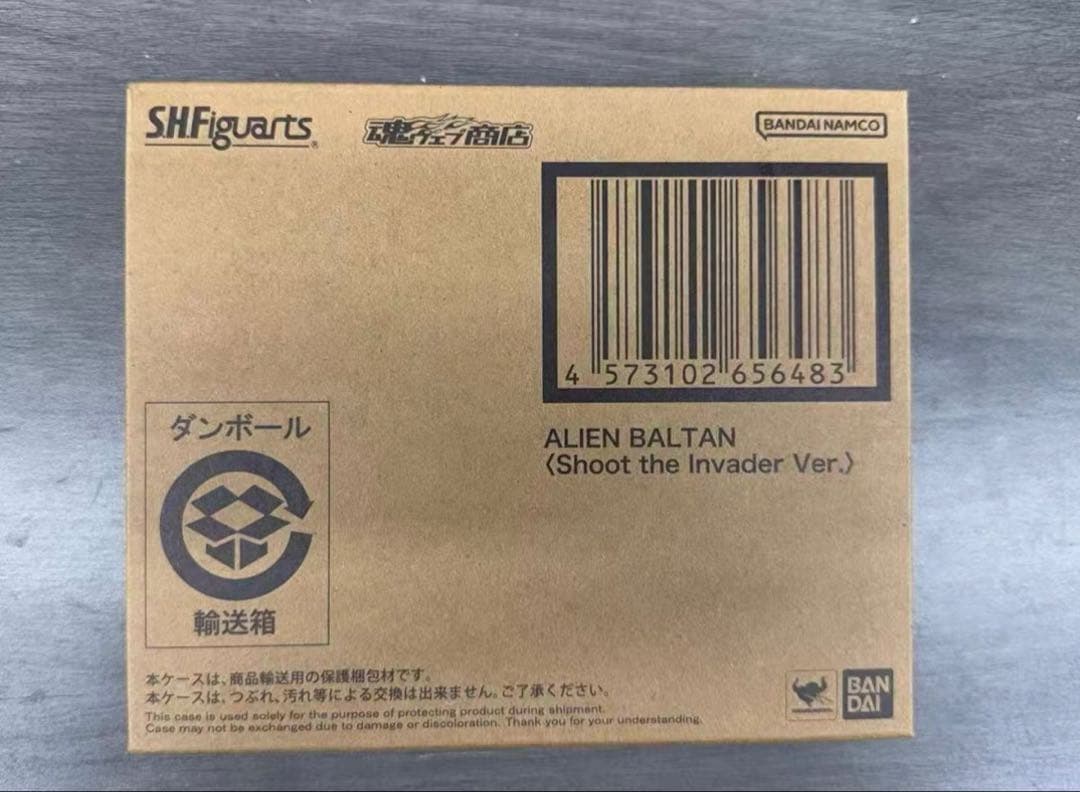 S.H.Figuarts
魂ウェブ商店
BANDAI NAMCO
4 573102 656483
ALIEN BALTAN
〈Shoot the Invader Ver.〉
ダンボール
輸送箱
本ケースは、商品輸送用の保護梱包材です。
本ケースは、つぶれ、汚れ等による交換は出来ません。ご了承ください。
This case is used solely for the purpose of protecting product during shipment.
Case may not be exchanged due to damage or discoloration. Thank you for your understanding.
BAN
DAI